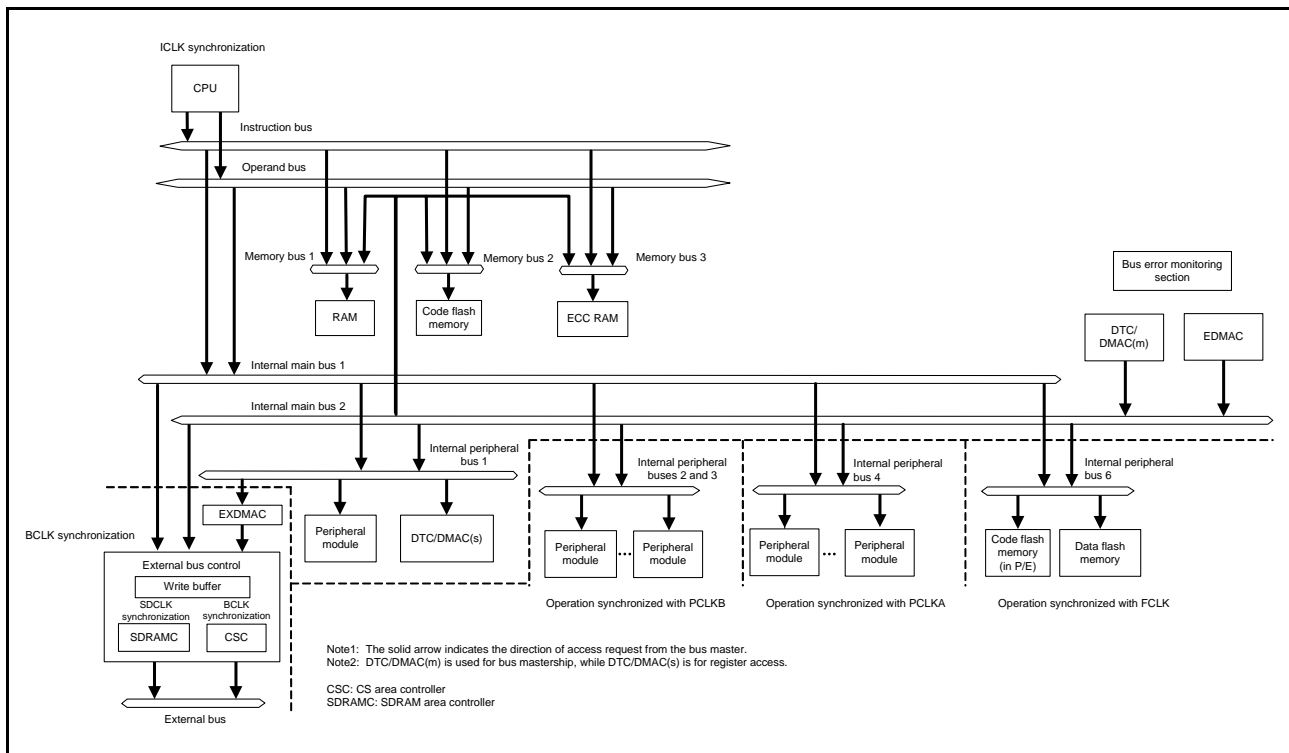 ICLK synchronization
CPU
Instruction bus
Operand bus
Memory bus 1
Memory bus 2
Memory bus 3
RAM
Code flash
memory
ECC RAM
Bus error monitoring
section
DTC/
DMAC(m)
EDMAC
Internal main bus 1
Internal main bus 2
Internal peripheral
bus 1
Internal peripheral
buses 2 and 3
Internal peripheral
bus 4
Internal peripheral
bus 6
BCLK synchronization
EXDMAC
Peripheral
module
DTC/DMAC(s)
Peripheral
module
...
Peripheral
module
Peripheral
module
...
Peripheral
module
Code flash
memory
(in P/E)
Data flash
memory
External bus control
Write buffer
SDCLK
synchronization
BCLK
synchronization
SDRAMC
CSC
Operation synchronized with PCLKB
Operation synchronized with PCLKA
Operation synchronized with FCLK
Note1: The solid arrow indicates the direction of access request from the bus master.
Note2: DTC/DMAC(m) is used for bus mastership, while DTC/DMAC(s) is for register access.
CSC: CS area controller
SDRAMC: SDRAM area controller
External bus